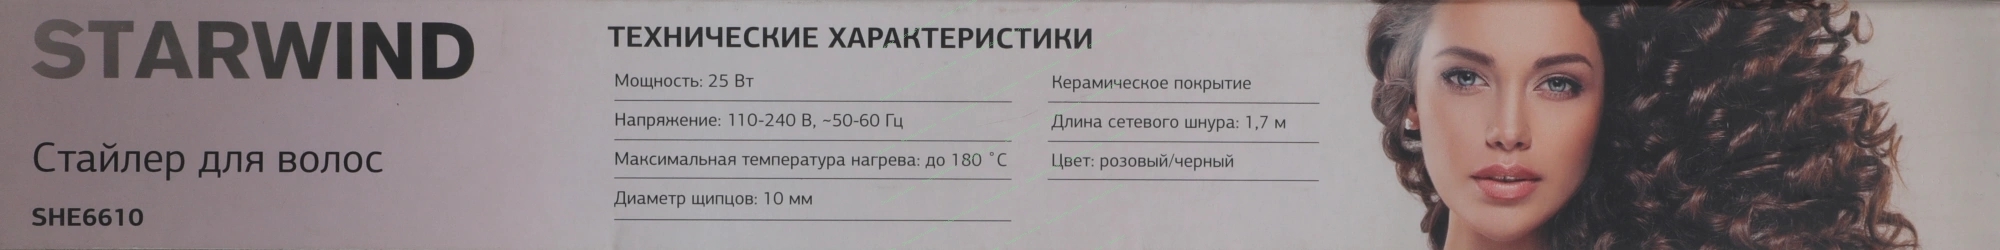 STARWIND
Стайлер для волос
SHE6610
ТЕХНИЧЕСКИЕ ХАРАКТЕРИСТИКИ
Мощность: 25 Вт
Напряжение: 110-240 В, ~50-60 Гц
Максимальная температура нагрева: до 180 °C
Диаметр щипцов: 10 мм
Керамическое покрытие
Длина сетевого шнура: 1,7 м
Цвет: розовый/черный